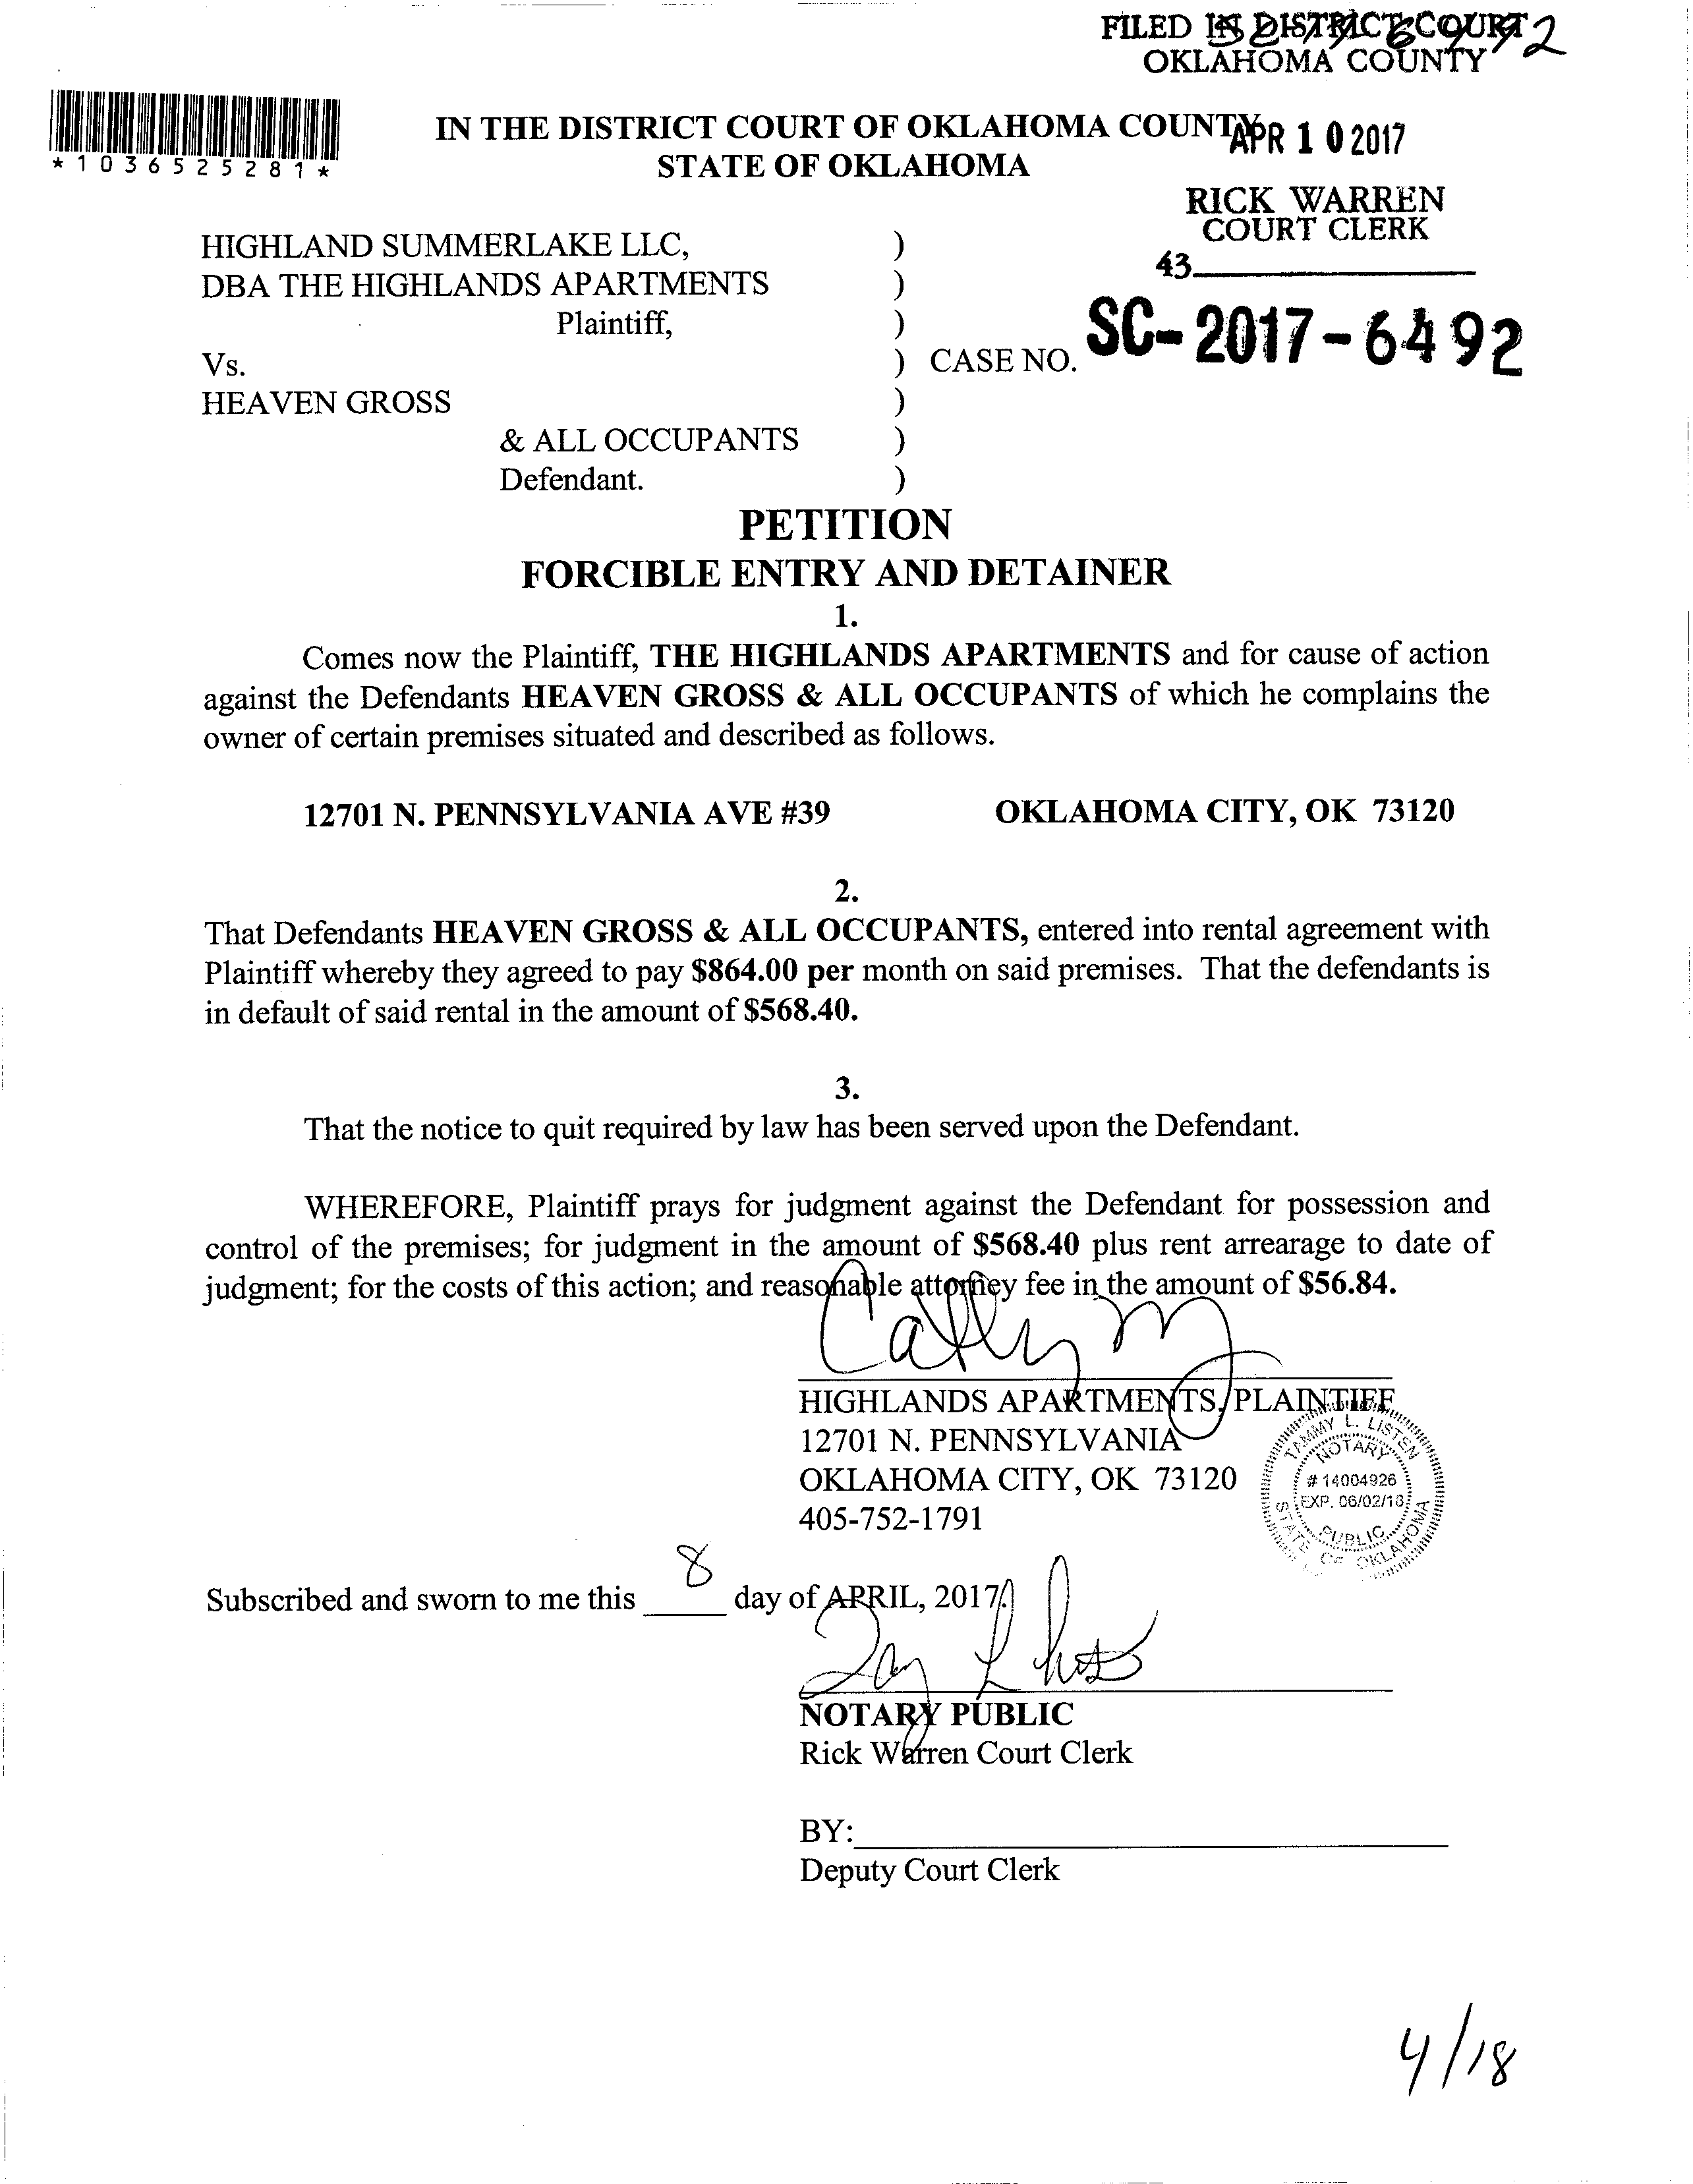 FILED IN DISTRICT COURT
OKLAHOMA COUNTY
*1036525281*
IN THE DISTRICT COURT OF OKLAHOMA COUNTY
APR 10 2017
STATE OF OKLAHOMA
RICK WARREN
COURT CLERK
43
HIGHLAND SUMMERLAKE LLC, )
DBA THE HIGHLANDS APARTMENTS )
Plaintiff, )
Vs. ) CASE NO. SC-2017-6492
HEAVEN GROSS )
& ALL OCCUPANTS )
Defendant. )
PETITION
FORCIBLE ENTRY AND DETAINER
1.
Comes now the Plaintiff, THE HIGHLANDS APARTMENTS and for cause of action
against the Defendants HEAVEN GROSS & ALL OCCUPANTS of which he complains the
owner of certain premises situated and described as follows.
12701 N. PENNSYLVANIA AVE #39 OKLAHOMA CITY, OK 73120
2.
That Defendants HEAVEN GROSS & ALL OCCUPANTS, entered into rental agreement with
Plaintiff whereby they agreed to pay $864.00 per month on said premises. That the defendants is
in default of said rental in the amount of $568.40.
3.
That the notice to quit required by law has been served upon the Defendant.
WHEREFORE, Plaintiff prays for judgment against the Defendant for possession and
control of the premises; for judgment in the amount of $568.40 plus rent arrearage to date of
judgment; for the costs of this action; and reasonable attorney fee in the amount of $56.84.
HIGHLANDS APARTMENTS, PLAINTIFF
12701 N. PENNSYLVANIA
OKLAHOMA CITY, OK 73120
405-752-1791
TAMMY L. LISTEN
NOTARY
# 14004926
EXP. 06/02/18
PUBLIC
STATE OF OKLAHOMA
Subscribed and sworn to me this 8 day of APRIL, 2017.
NOTARY PUBLIC
Rick Warren Court Clerk
BY:
Deputy Court Clerk
4/18